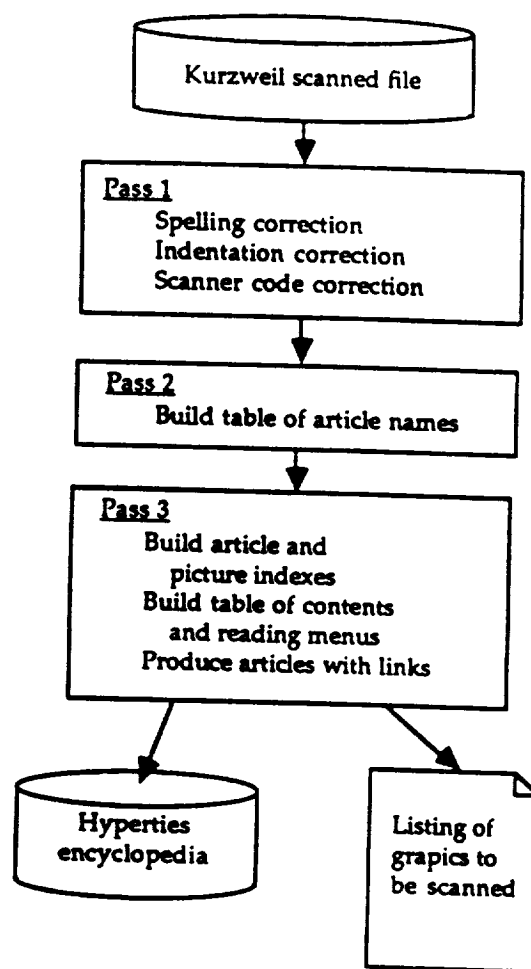 Kurzweil scanned file
Pass 1
Spelling correction
Indentation correction
Scanner code correction
Pass 2
Build table of article names
Pass 3
Build article and
picture indexes
Build table of contents
and reading menus
Produce articles with links
Hyperties
encyclopedia
Listing of
grapics to
be scanned